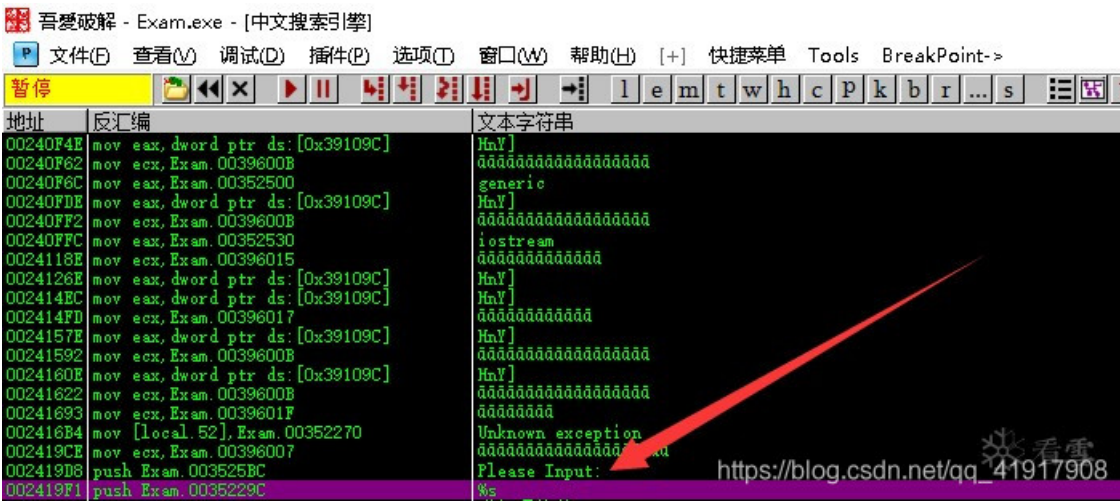 吾愛破解 - Exam.exe - [中文搜索引擎]
文件(F) 查看(V) 调试(D) 插件(P) 选项(T) 窗口(W) 帮助(H) [+] 快捷菜单 Tools BreakPoint->
暂停 l e m t w h c P k b r ... s
地址 反汇编 文本字符串
00240F4E mov eax,dword ptr ds:[0x39109C] HnY]
00240F62 mov ecx,Exam.0039600B āāāāāāāāāāāāāāāāāāā
00240F6C mov eax,Exam.00352500 generic
00240FDE mov eax,dword ptr ds:[0x39109C] HnY]
00240FF2 mov ecx,Exam.0039600B āāāāāāāāāāāāāāāāāāā
00240FFC mov eax,Exam.00352530 iostream
0024118E mov ecx,Exam.00396015 āāāāāāāāāāāāāā
0024126E mov eax,dword ptr ds:[0x39109C] HnY]
002414EC mov eax,dword ptr ds:[0x39109C] HnY]
002414FD mov ecx,Exam.00396017 āāāāāāāāāāāāā
0024157E mov eax,dword ptr ds:[0x39109C] HnY]
00241592 mov ecx,Exam.0039600B āāāāāāāāāāāāāāāāāāā
0024160E mov eax,dword ptr ds:[0x39109C] HnY]
00241622 mov ecx,Exam.0039600B āāāāāāāāāāāāāāāāāāā
00241693 mov ecx,Exam.0039601F āāāāāāāā
002416B4 mov [local.52],Exam.00352270 Unknown exception
002419CE mov ecx,Exam.00396007
002419D8 push Exam.003525BC Please Input:
002419F1 push Exam.0035229C %s
看雪
https://blog.csdn.net/qq_41917908